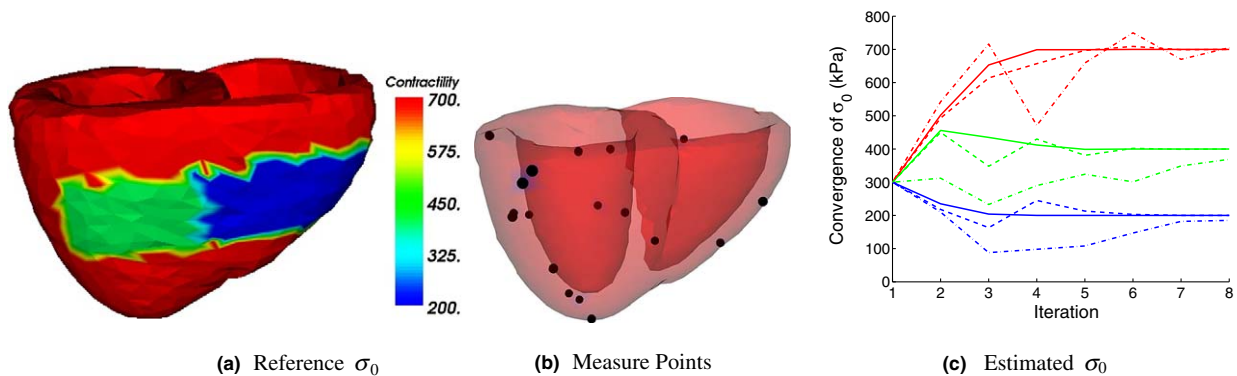 Contractility
700.
575.
450.
325.
200.
Convergence of σ0 (kPa)
800
700
600
500
400
300
200
100
0
1 2 3 4 5 6 7 8
Iteration
(a) Reference σ0
(b) Measure Points
(c) Estimated σ0